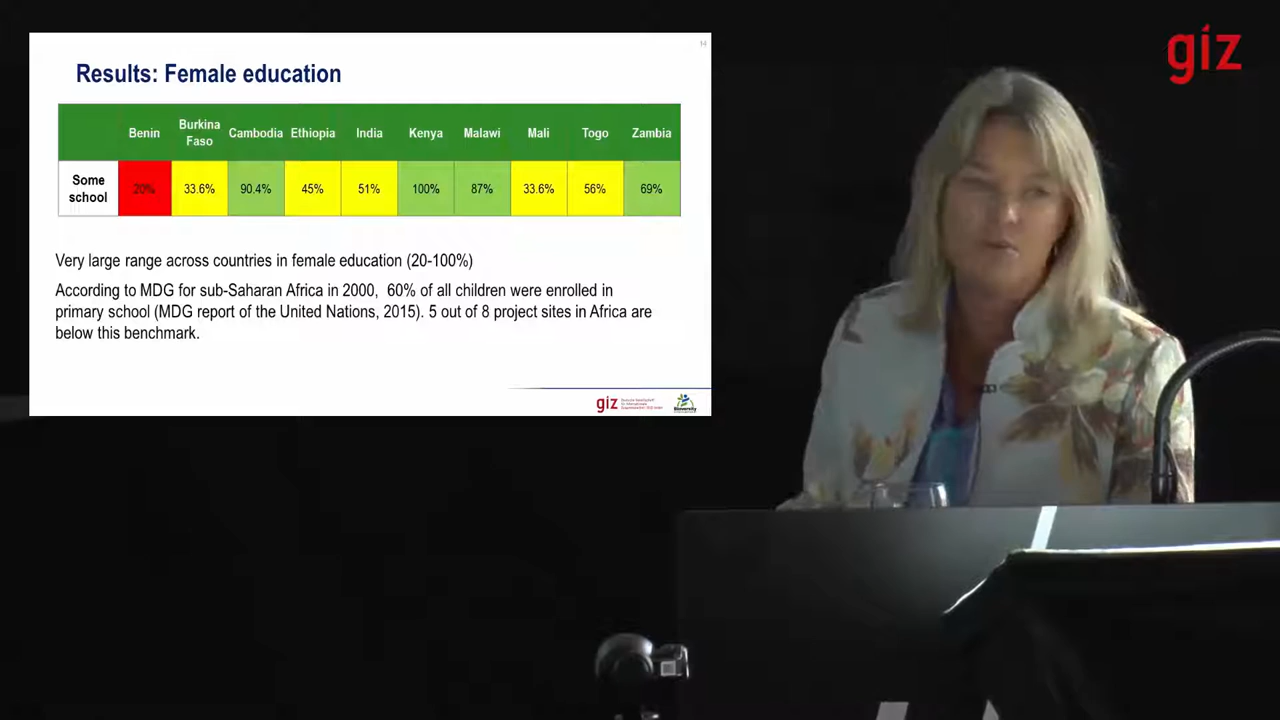 giz
14
Results: Female education
Benin Burkina Faso Cambodia Ethiopia India Kenya Malawi Mali Togo Zambia
Some school 20% 33.6% 90.4% 45% 51% 100% 87% 33.6% 56% 69%
Very large range across countries in female education (20-100%)
According to MDG for sub-Saharan Africa in 2000, 60% of all children were enrolled in
primary school (MDG report of the United Nations, 2015). 5 out of 8 project sites in Africa are
below this benchmark.
giz
Bioversity